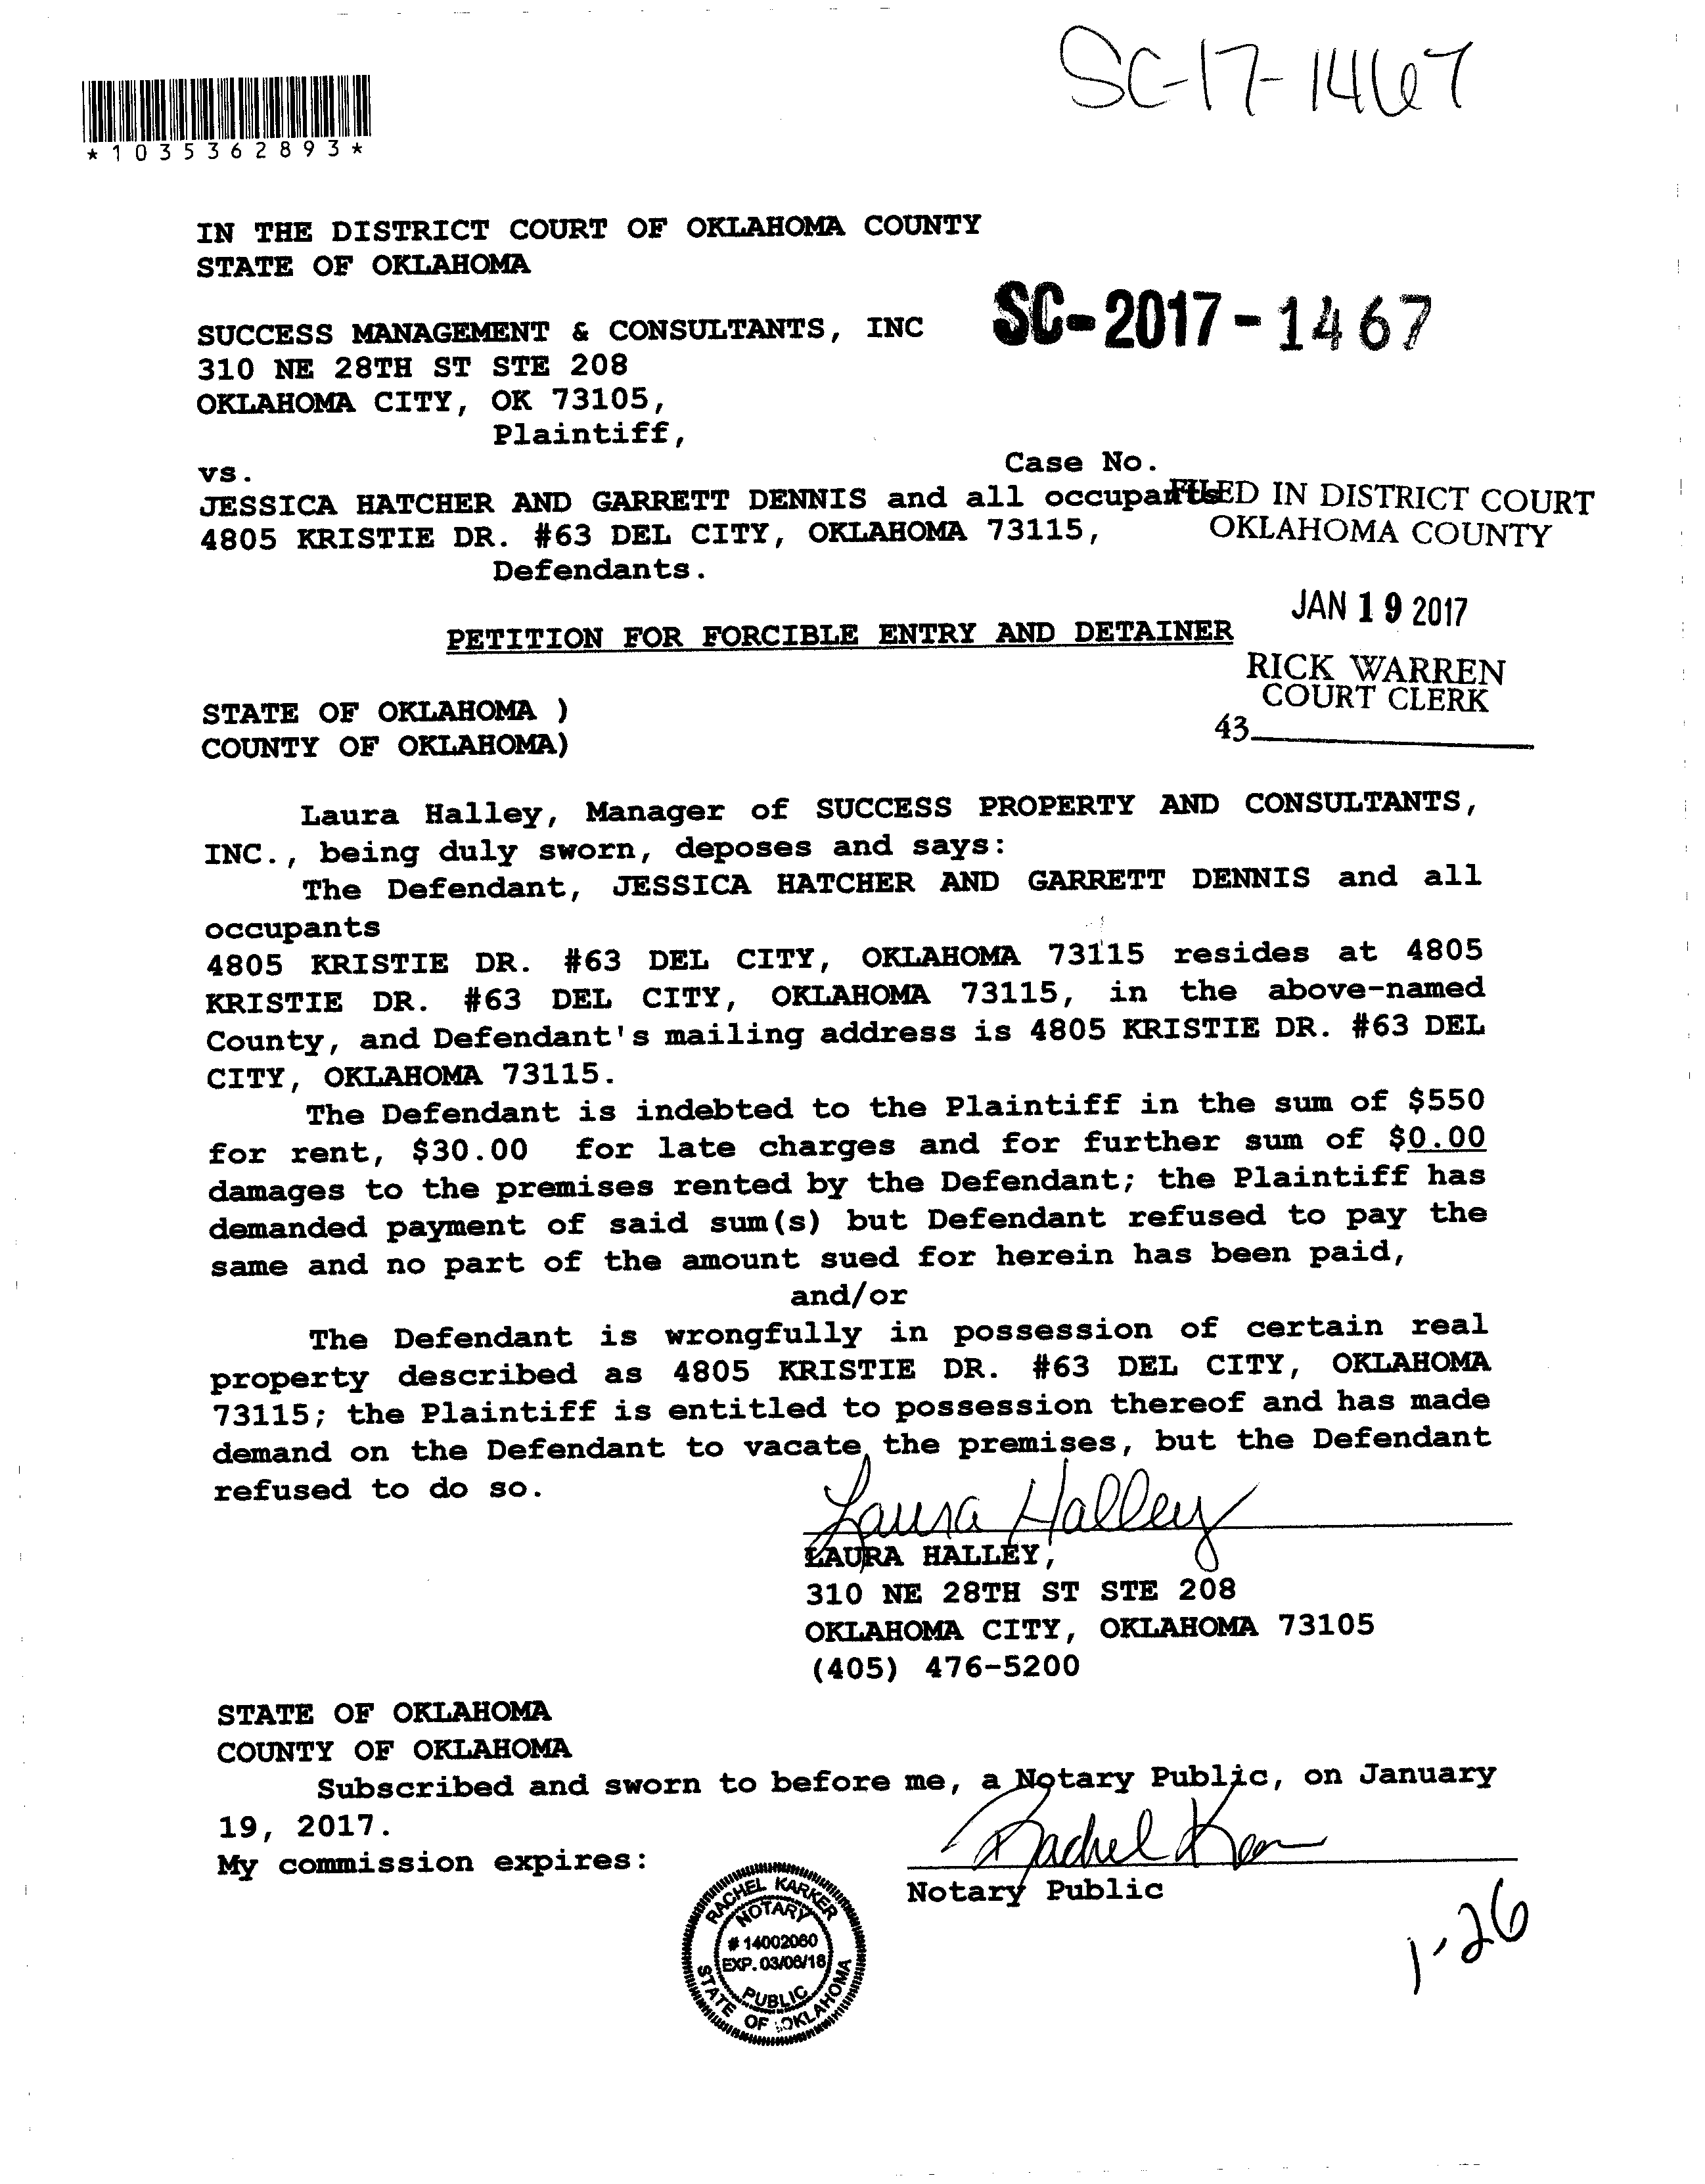 SC-17-1467
*1035362893*
IN THE DISTRICT COURT OF OKLAHOMA COUNTY
STATE OF OKLAHOMA
SC-2017-1467
SUCCESS MANAGEMENT & CONSULTANTS, INC
310 NE 28TH ST STE 208
OKLAHOMA CITY, OK 73105,
Plaintiff,
vs.
Case No.
JESSICA HATCHER AND GARRETT DENNIS and all occupants
4805 KRISTIE DR. #63 DEL CITY, OKLAHOMA 73115,
Defendants.
FILED IN DISTRICT COURT
OKLAHOMA COUNTY
JAN 19 2017
RICK WARREN
COURT CLERK
43
PETITION FOR FORCIBLE ENTRY AND DETAINER
STATE OF OKLAHOMA )
COUNTY OF OKLAHOMA)
Laura Halley, Manager of SUCCESS PROPERTY AND CONSULTANTS,
INC., being duly sworn, deposes and says:
The Defendant, JESSICA HATCHER AND GARRETT DENNIS and all
occupants
4805 KRISTIE DR. #63 DEL CITY, OKLAHOMA 73115 resides at 4805
KRISTIE DR. #63 DEL CITY, OKLAHOMA 73115, in the above-named
County, and Defendant's mailing address is 4805 KRISTIE DR. #63 DEL
CITY, OKLAHOMA 73115.
The Defendant is indebted to the Plaintiff in the sum of $550
for rent, $30.00 for late charges and for further sum of $0.00
damages to the premises rented by the Defendant; the Plaintiff has
demanded payment of said sum(s) but Defendant refused to pay the
same and no part of the amount sued for herein has been paid,
and/or
The Defendant is wrongfully in possession of certain real
property described as 4805 KRISTIE DR. #63 DEL CITY, OKLAHOMA
73115; the Plaintiff is entitled to possession thereof and has made
demand on the Defendant to vacate the premises, but the Defendant
refused to do so.
Laura Halley
LAURA HALLEY,
310 NE 28TH ST STE 208
OKLAHOMA CITY, OKLAHOMA 73105
(405) 476-5200
STATE OF OKLAHOMA
COUNTY OF OKLAHOMA
Subscribed and sworn to before me, a Notary Public, on January
19, 2017.
My commission expires:
Rachel
Notary Public
RACHEL KARKER
NOTARY
# 14002060
EXP. 03/06/18
PUBLIC
STATE OF OKLAHOMA
1-26